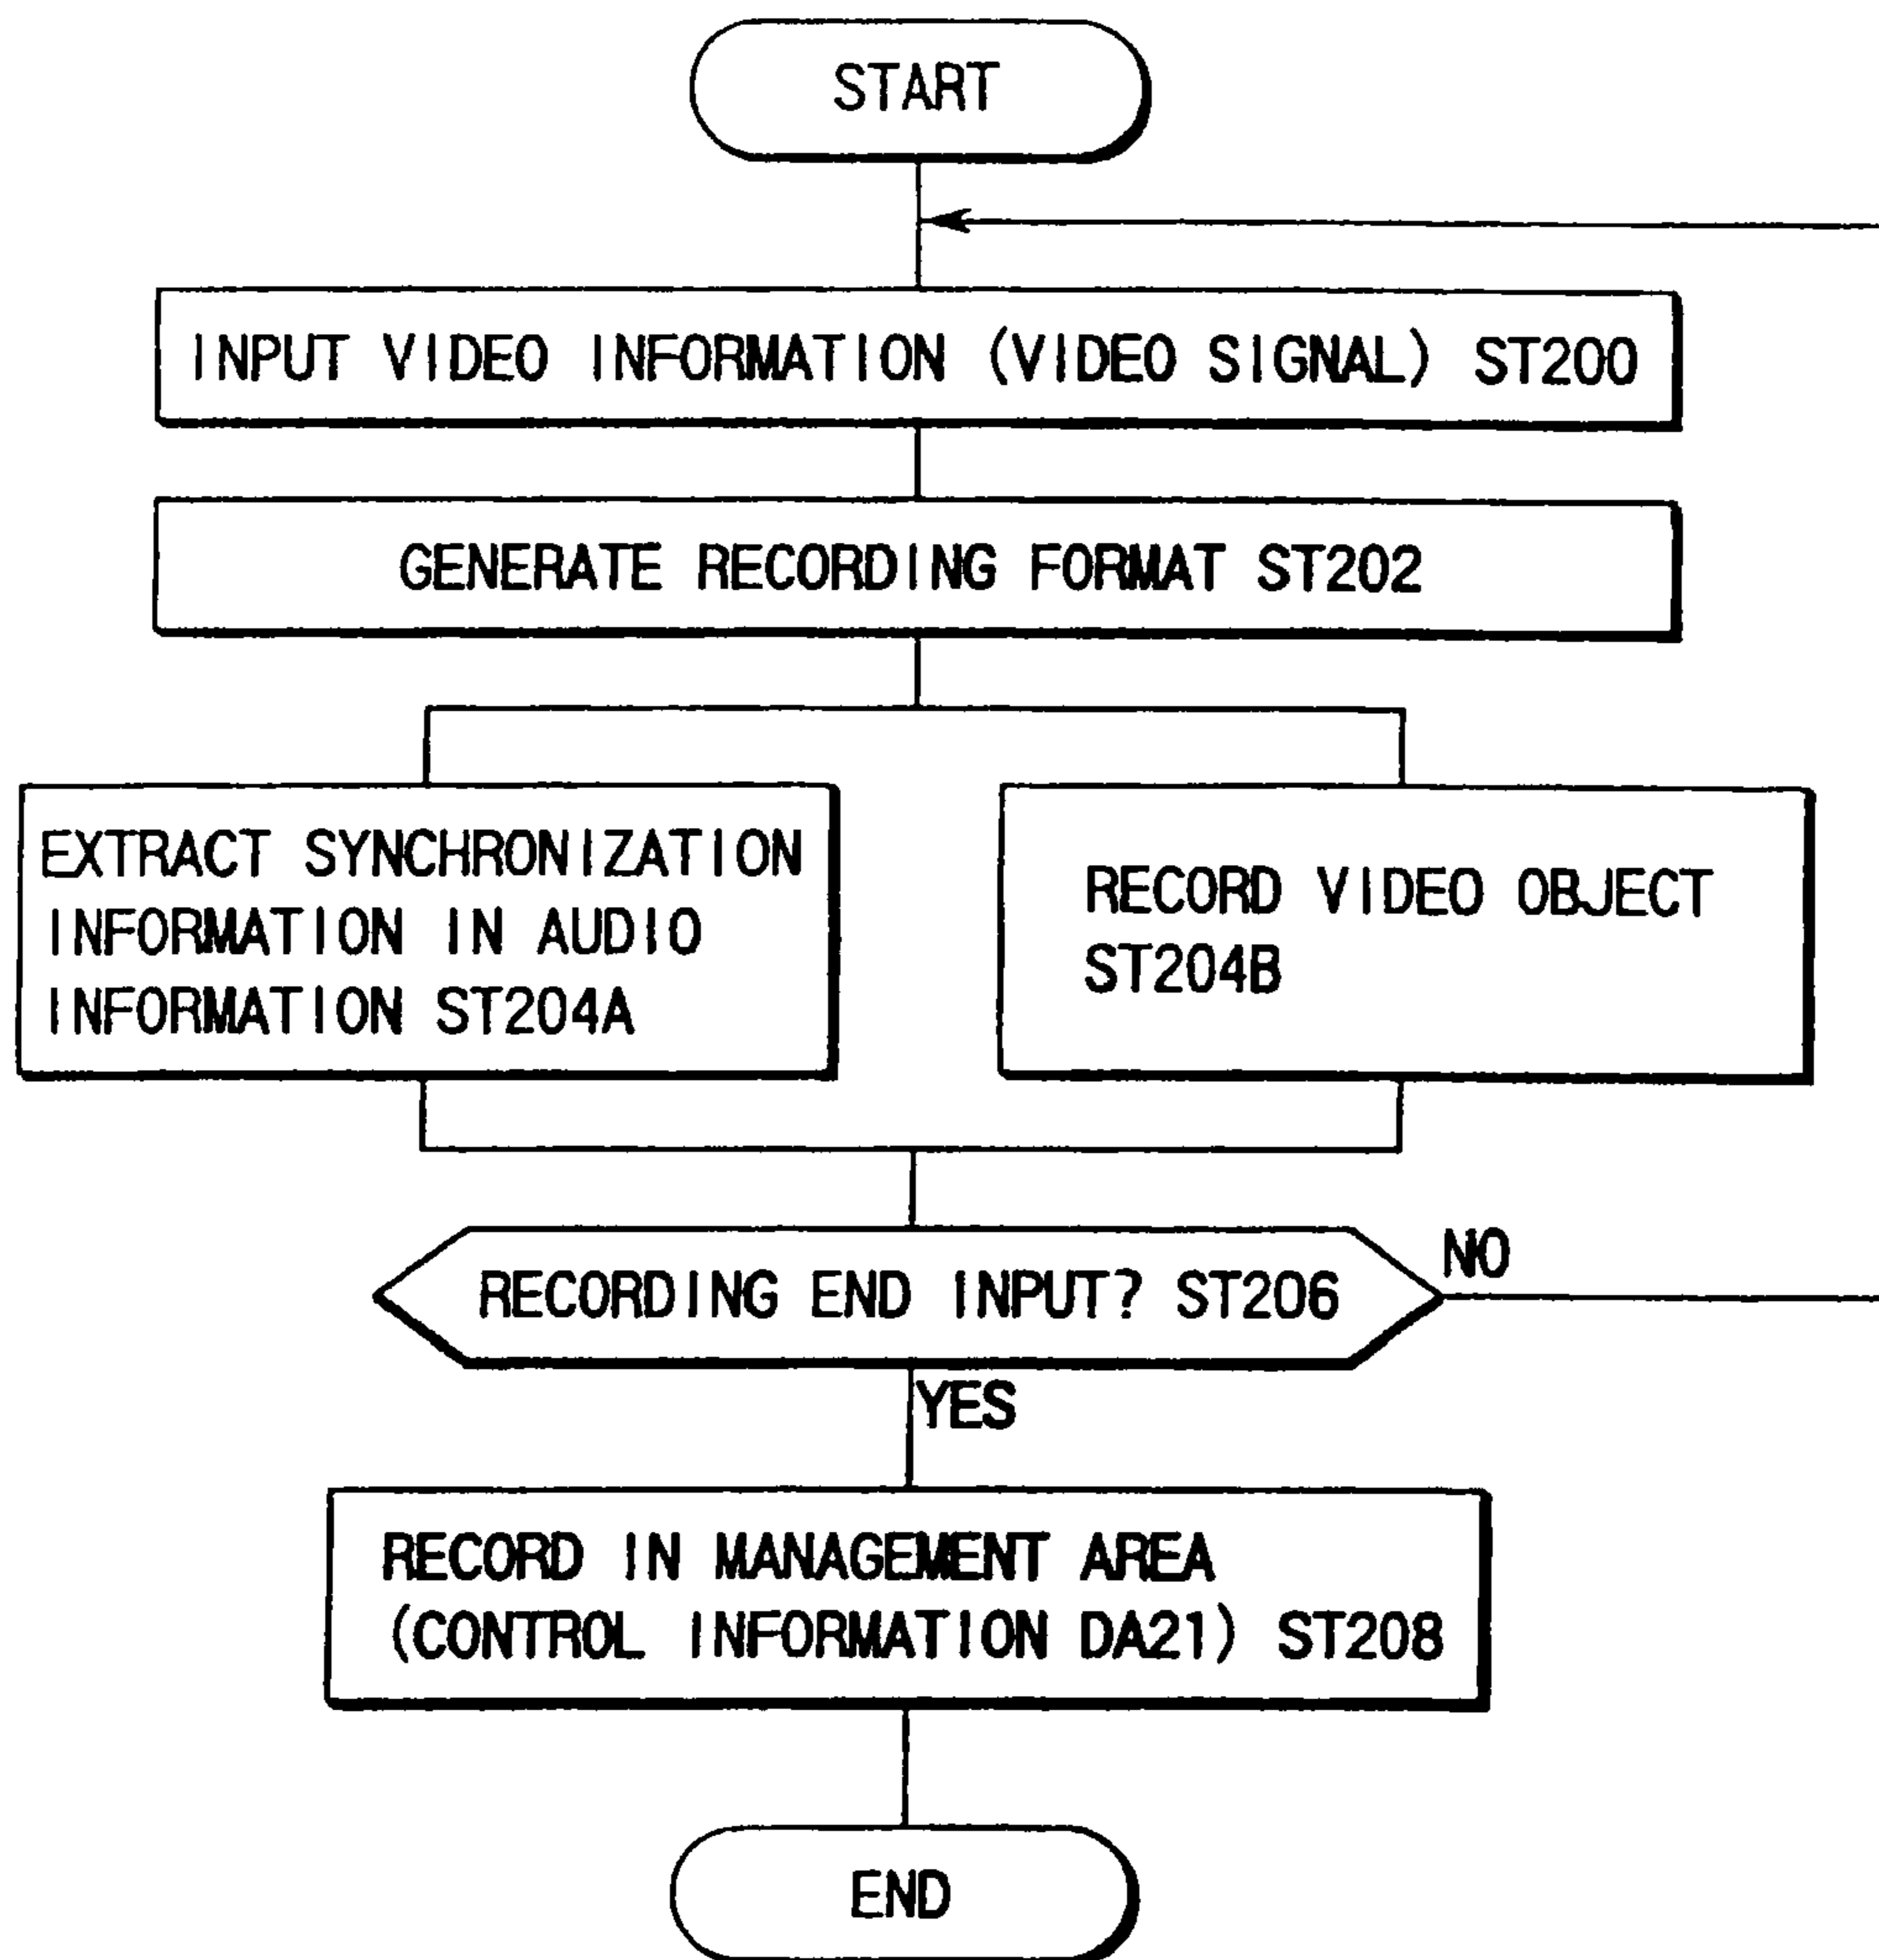 START
INPUT VIDEO INFORMATION (VIDEO SIGNAL) ST200
GENERATE RECORDING FORMAT ST202
EXTRACT SYNCHRONIZATION
INFORMATION IN AUDIO
INFORMATION ST204A
RECORD VIDEO OBJECT
ST204B
RECORDING END INPUT? ST206
NO
YES
RECORD IN MANAGEMENT AREA
(CONTROL INFORMATION DA21) ST208
END